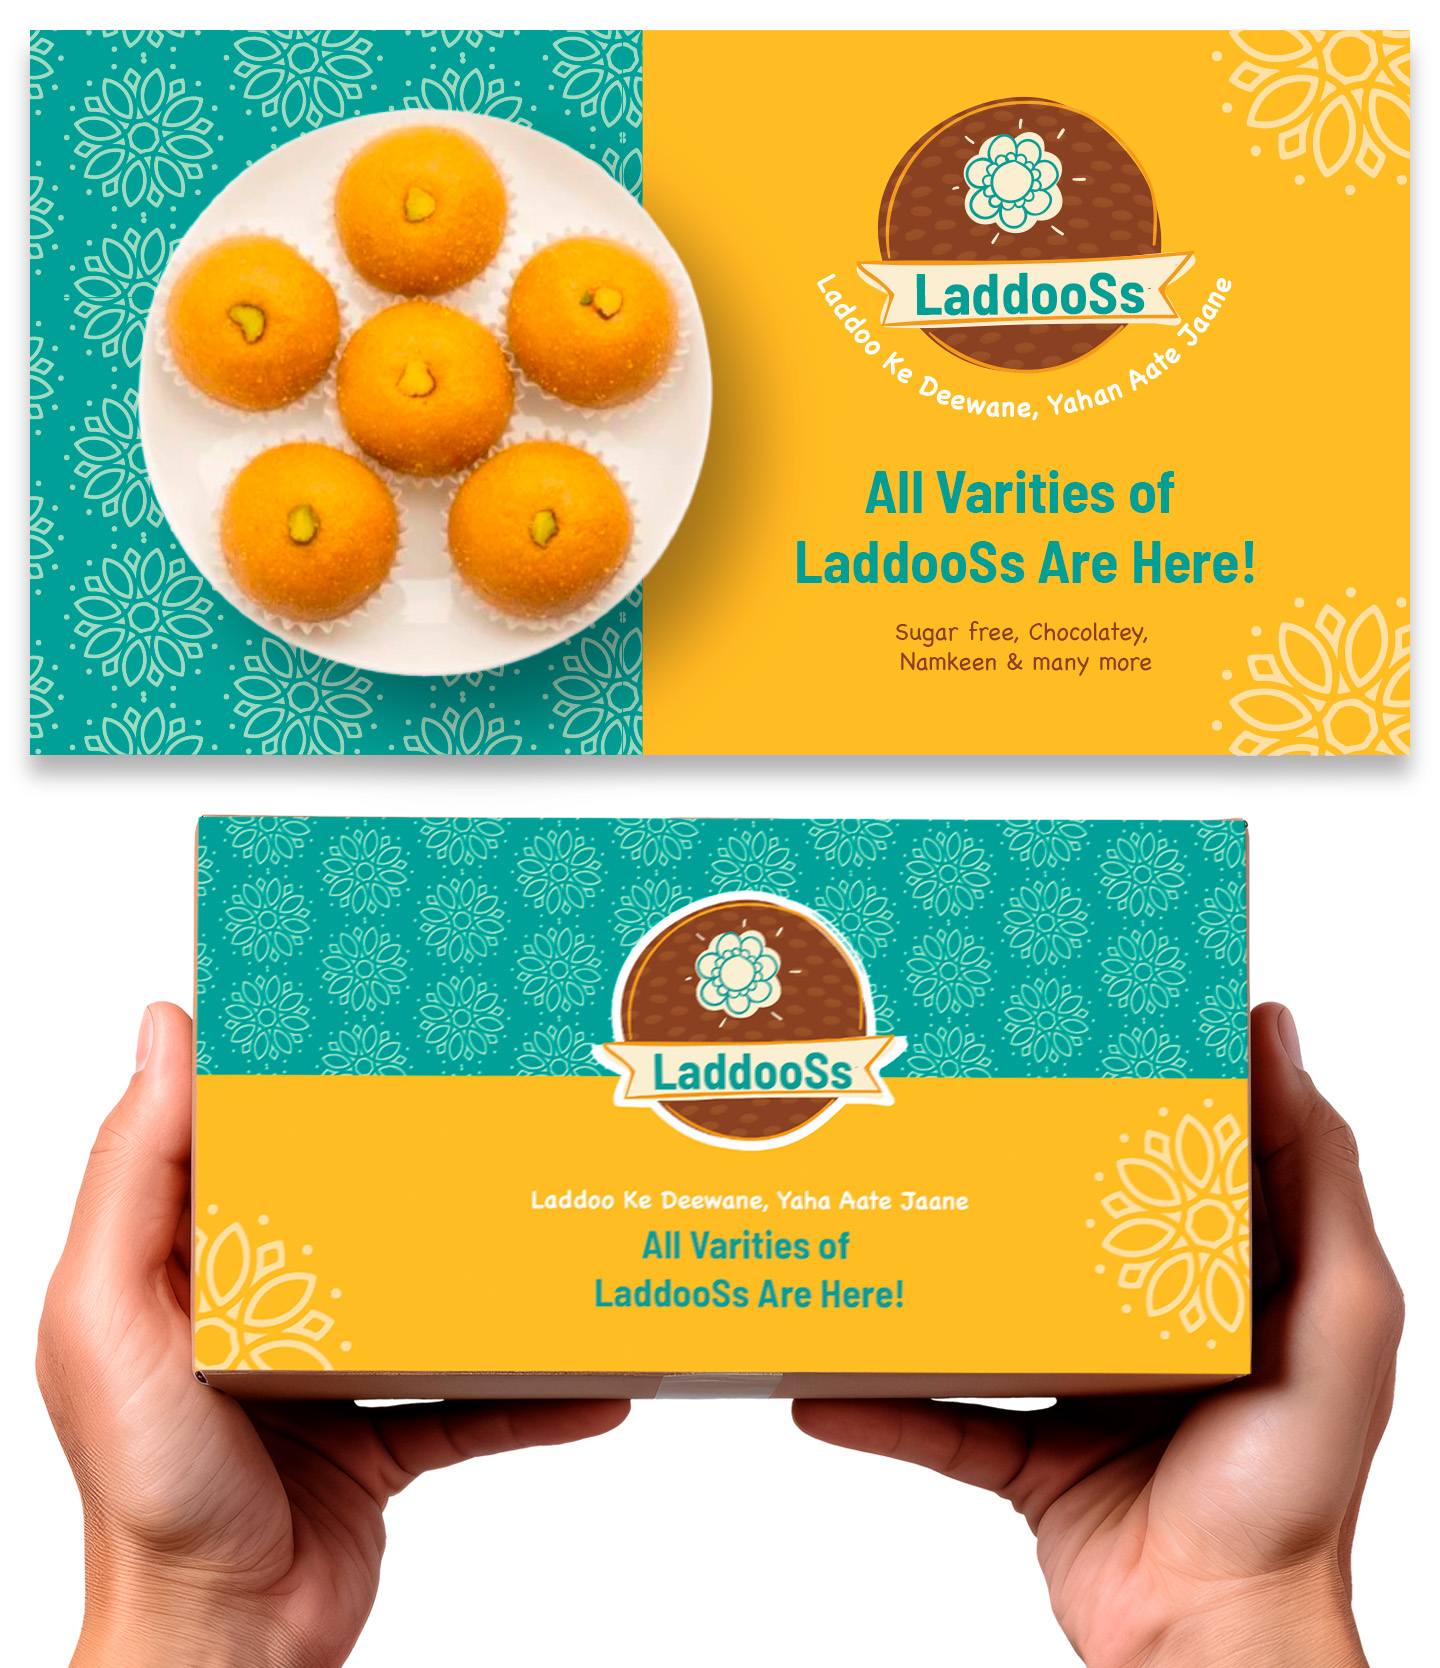 LaddooSs
Laddoo Ke Deewane, Yahan Aate Jaane
All Varities of
LaddooSs Are Here!
Sugar free, Chocolatey,
Namkeen & many more
LaddooSs
Laddoo Ke Deewane, Yaha Aate Jaane
All Varities of
LaddooSs Are Here!